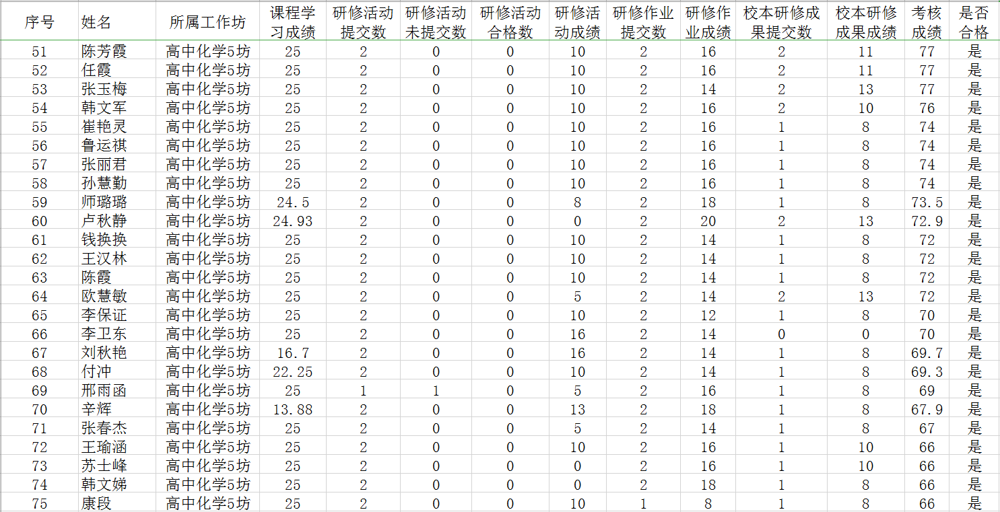 序号 姓名 所属工作坊 课程学习成绩 研修活动提交数 研修活动未提交数 研修活动合格数 研修活动成绩 研修作业提交数 研修作业成绩 校本研修成果提交数 校本研修成果成绩 考核成绩 是否合格
51 陈芳霞 高中化学5坊 25 2 0 0 10 2 16 2 11 77 是
52 任霞 高中化学5坊 25 2 0 0 10 2 16 2 11 77 是
53 张玉梅 高中化学5坊 25 2 0 0 10 2 14 2 13 77 是
54 韩文军 高中化学5坊 25 2 0 0 10 2 16 2 10 76 是
55 崔艳灵 高中化学5坊 25 2 0 0 10 2 16 1 8 74 是
56 鲁运祺 高中化学5坊 25 2 0 0 10 2 16 1 8 74 是
57 张丽君 高中化学5坊 25 2 0 0 10 2 16 1 8 74 是
58 孙慧勤 高中化学5坊 25 2 0 0 10 2 16 1 8 74 是
59 师璐璐 高中化学5坊 24.5 2 0 0 8 2 18 1 8 73.5 是
60 卢秋静 高中化学5坊 24.93 2 0 0 0 2 20 2 13 72.9 是
61 钱换换 高中化学5坊 25 2 0 0 10 2 14 1 8 72 是
62 王汉林 高中化学5坊 25 2 0 0 10 2 14 1 8 72 是
63 陈霞 高中化学5坊 25 2 0 0 10 2 14 1 8 72 是
64 欧慧敏 高中化学5坊 25 2 0 0 5 2 14 2 13 72 是
65 李保证 高中化学5坊 25 2 0 0 10 2 12 1 8 70 是
66 李卫东 高中化学5坊 25 2 0 0 16 2 14 0 0 70 是
67 刘秋艳 高中化学5坊 16.7 2 0 0 16 2 14 1 8 69.7 是
68 付冲 高中化学5坊 22.25 2 0 0 10 2 14 1 8 69.3 是
69 邢雨函 高中化学5坊 25 1 1 0 5 2 16 1 8 69 是
70 辛辉 高中化学5坊 13.88 2 0 0 13 2 18 1 8 67.9 是
71 张春杰 高中化学5坊 25 2 0 0 5 2 14 1 8 67 是
72 王瑜涵 高中化学5坊 25 2 0 0 10 2 16 1 10 66 是
73 苏士峰 高中化学5坊 25 2 0 0 0 2 16 1 10 66 是
74 韩文娣 高中化学5坊 25 2 0 0 0 2 18 1 8 66 是
75 康段 高中化学5坊 25 2 0 0 10 1 8 1 8 66 是